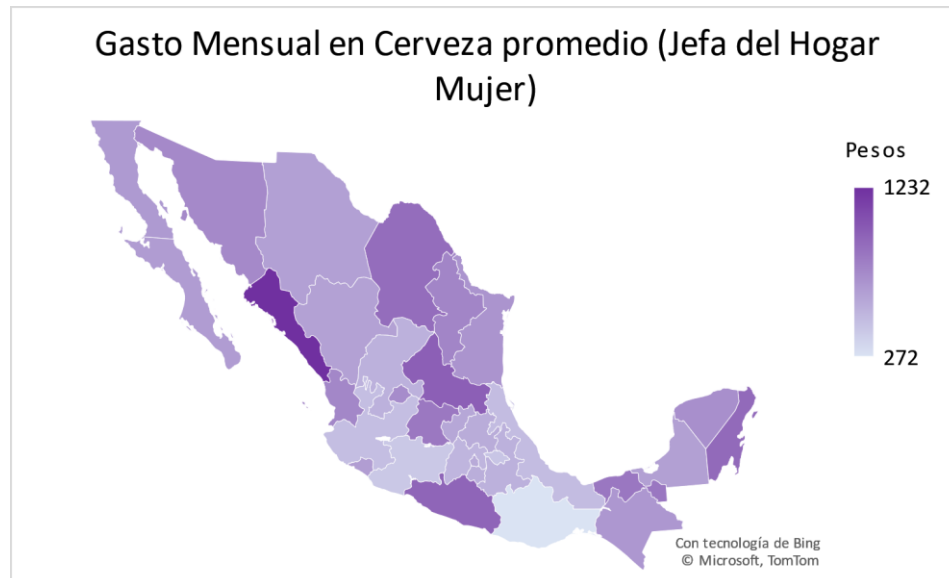 Gasto Mensual en Cerveza promedio (Jefa del Hogar
Mujer)
Pesos
1232
272
Con tecnología de Bing
© Microsoft, TomTom